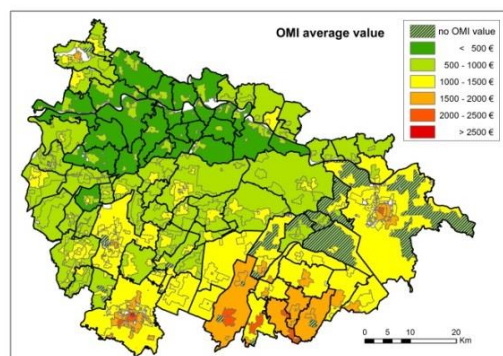 OMI average value
no OMI value
< 500 €
500 - 1000 €
1000 - 1500 €
1500 - 2000 €
2000 - 2500 €
> 2500 €
0 5 10 20
Km